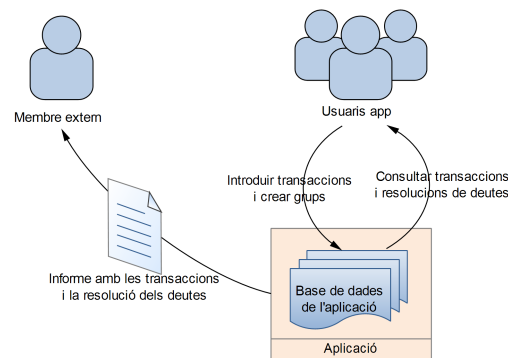 Membre extern
Usuaris app
Introduir transaccions
i crear grups
Consultar transaccions
i resolucions de deutes
Informe amb les transaccions
i la resolució dels deutes
Base de dades
de l'aplicació
Aplicació